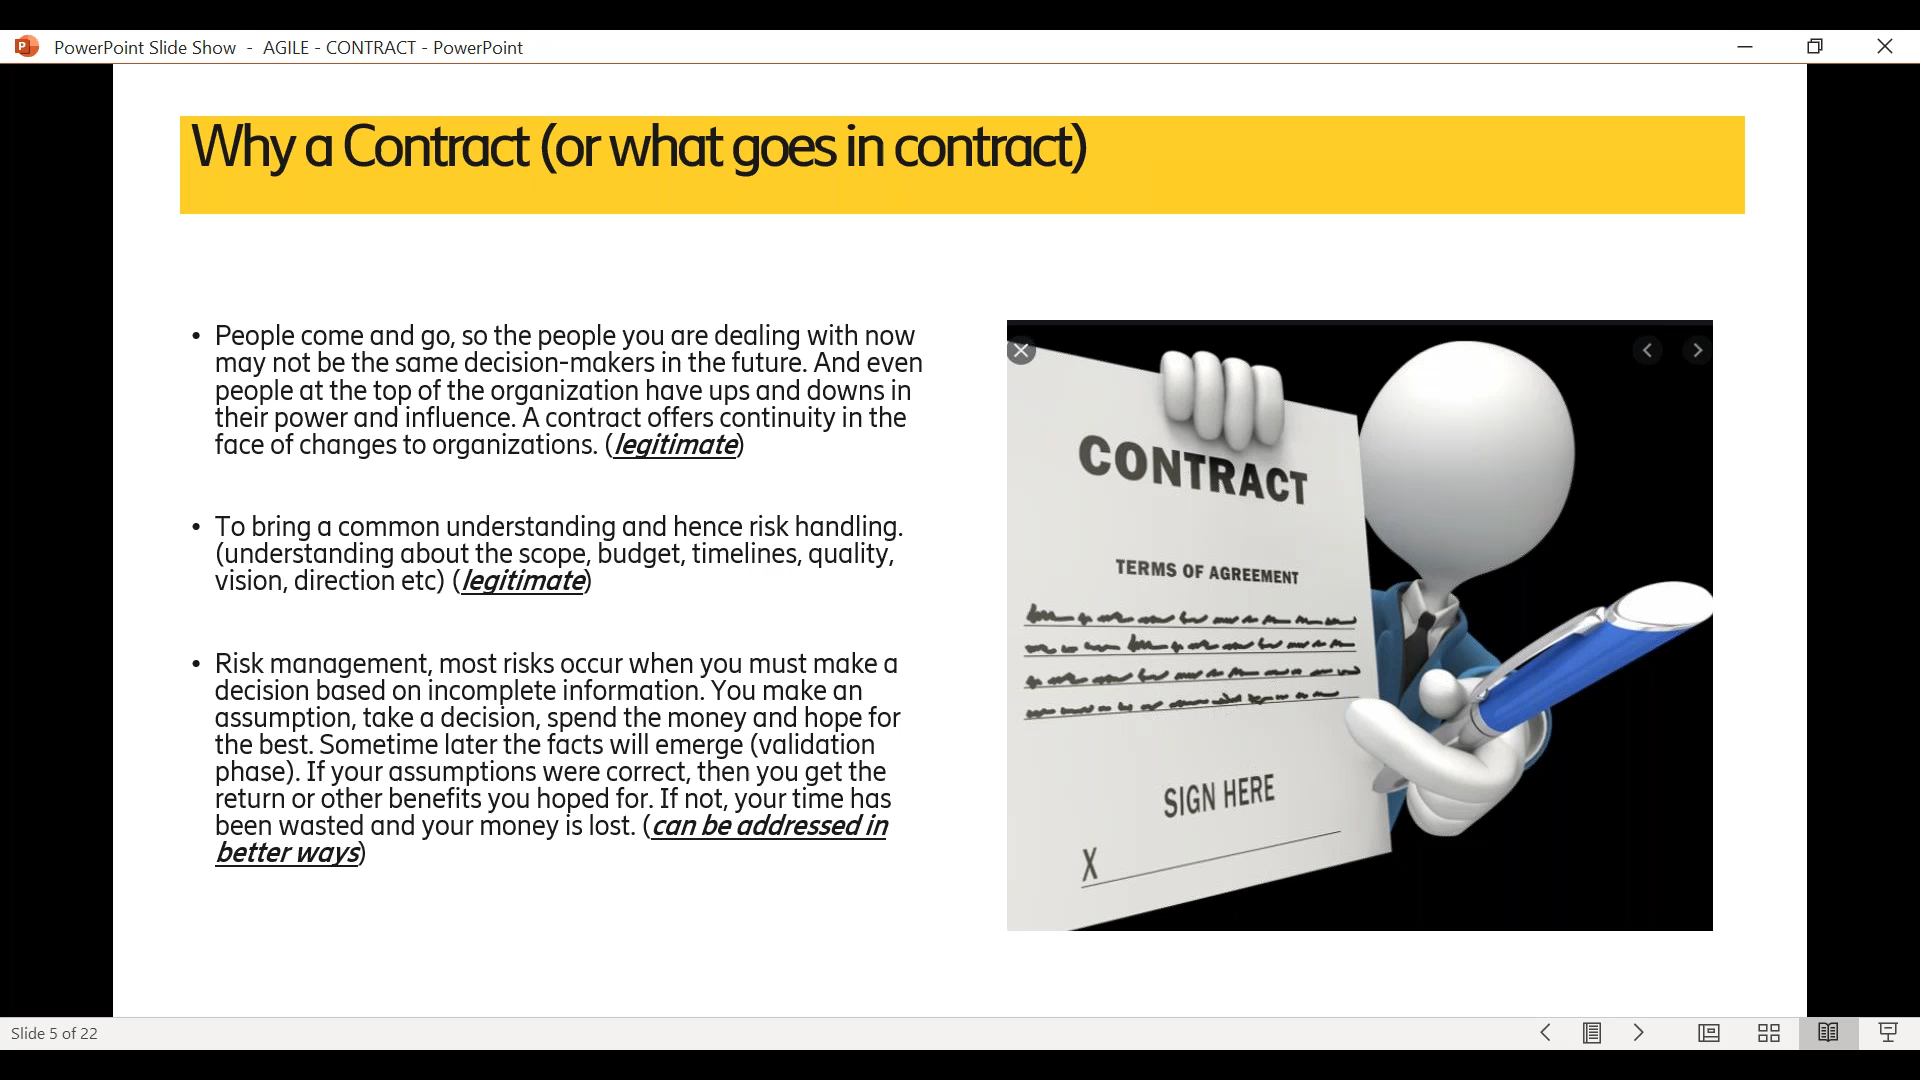 PowerPoint Slide Show - AGILE - CONTRACT - PowerPoint
Why a Contract (or what goes in contract)
• People come and go, so the people you are dealing with now
may not be the same decision-makers in the future. And even
people at the top of the organization have ups and downs in
their power and influence. A contract offers continuity in the
face of changes to organizations. (legitimate)
• To bring a common understanding and hence risk handling.
(understanding about the scope, budget, timelines, quality,
vision, direction etc) (legitimate)
• Risk management, most risks occur when you must make a
decision based on incomplete information. You make an
assumption, take a decision, spend the money and hope for
the best. Sometime later the facts will emerge (validation
phase). If your assumptions were correct, then you get the
return or other benefits you hoped for. If not, your time has
been wasted and your money is lost. (can be addressed in
better ways)
CONTRACT
TERMS OF AGREEMENT
SIGN HERE
X
Slide 5 of 22